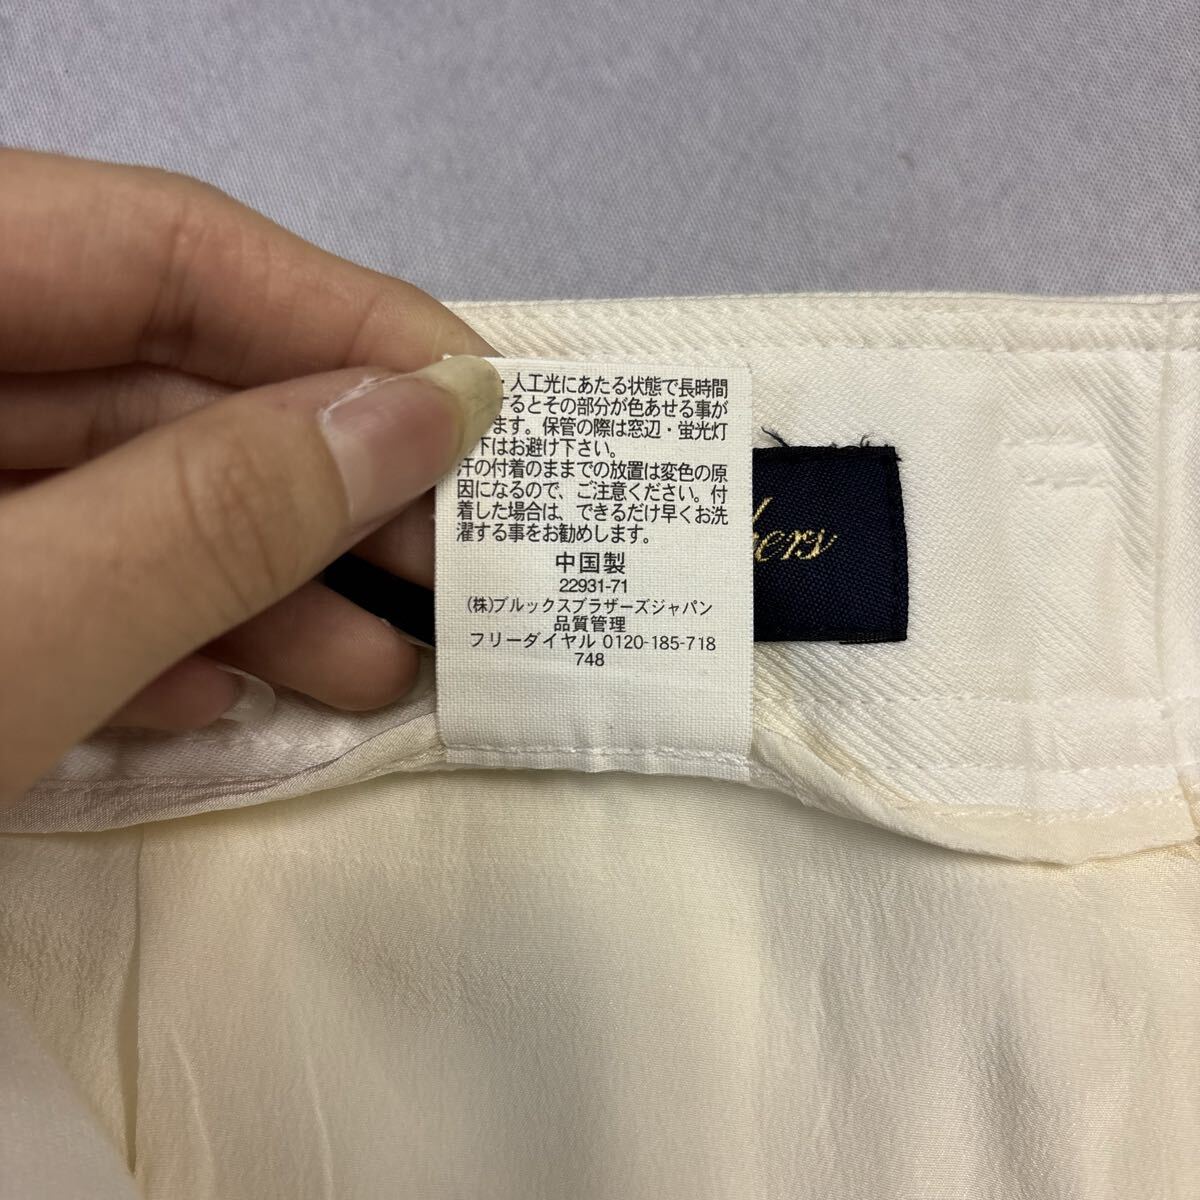 ・人工光にあたる状態で長時間
するとその部分が色あせる事が
ます。保管の際は窓辺・蛍光灯
下はお避け下さい。
汗の付着のままでの放置は変色の原
因になるので、ご注意ください。付
着した場合は、できるだけ早くお洗
濯する事をお勧めします。
中国製
22931-71
(株)ブルックスブラザーズジャパン
品質管理
フリーダイヤル 0120-185-718
748
hers